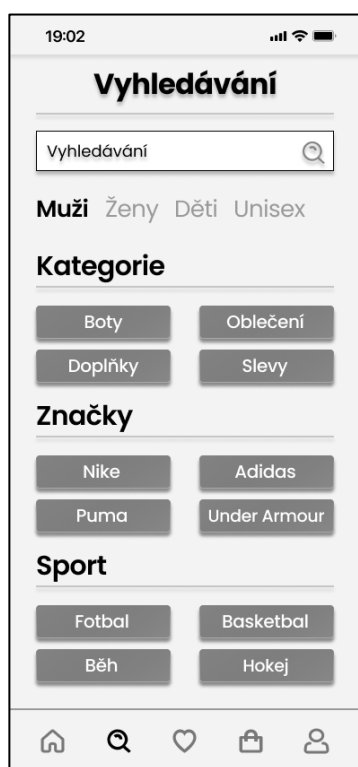 19:02
Vyhledávání
Vyhledávání
Muži Ženy Děti Unisex
Kategorie
Boty Oblečení
Doplňky Slevy
Značky
Nike Adidas
Puma Under Armour
Sport
Fotbal Basketbal
Běh Hokej